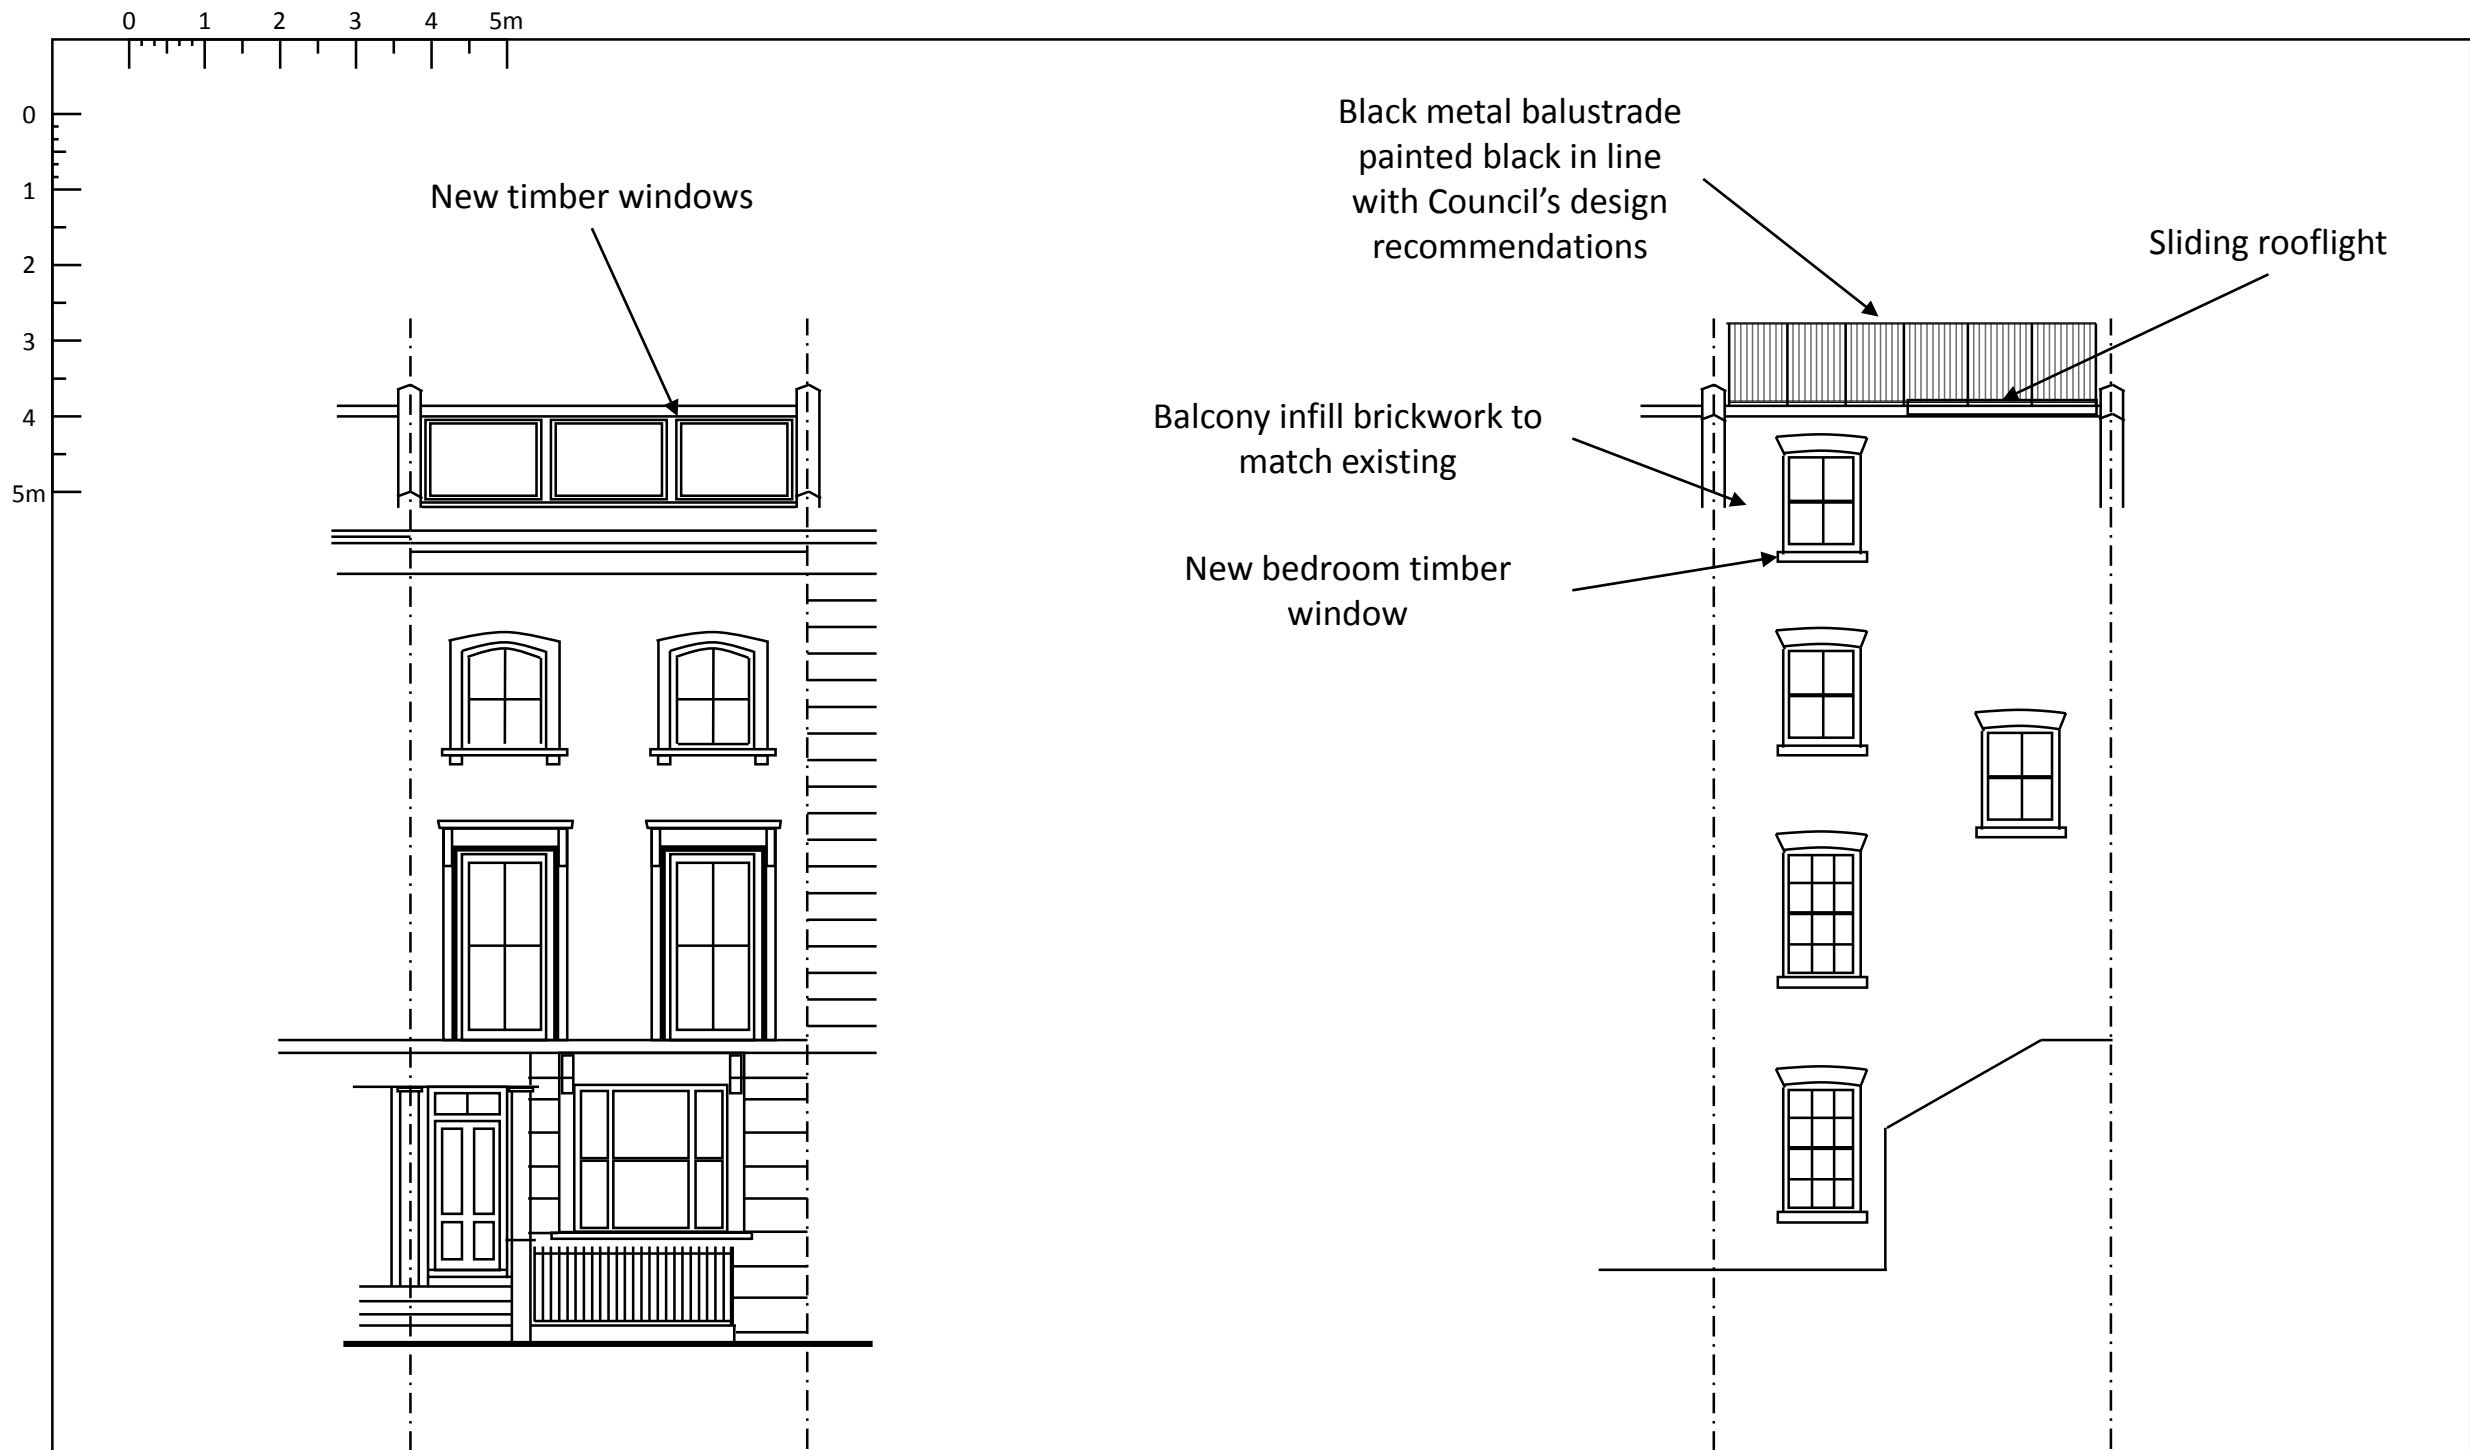 0 1 2 3 4 5m
0
1
2
3
4
5m
New timber windows
Black metal balustrade
painted black in line
with Council’s design
recommendations
Sliding rooflight
Balcony infill brickwork to
match existing
New bedroom timber
window